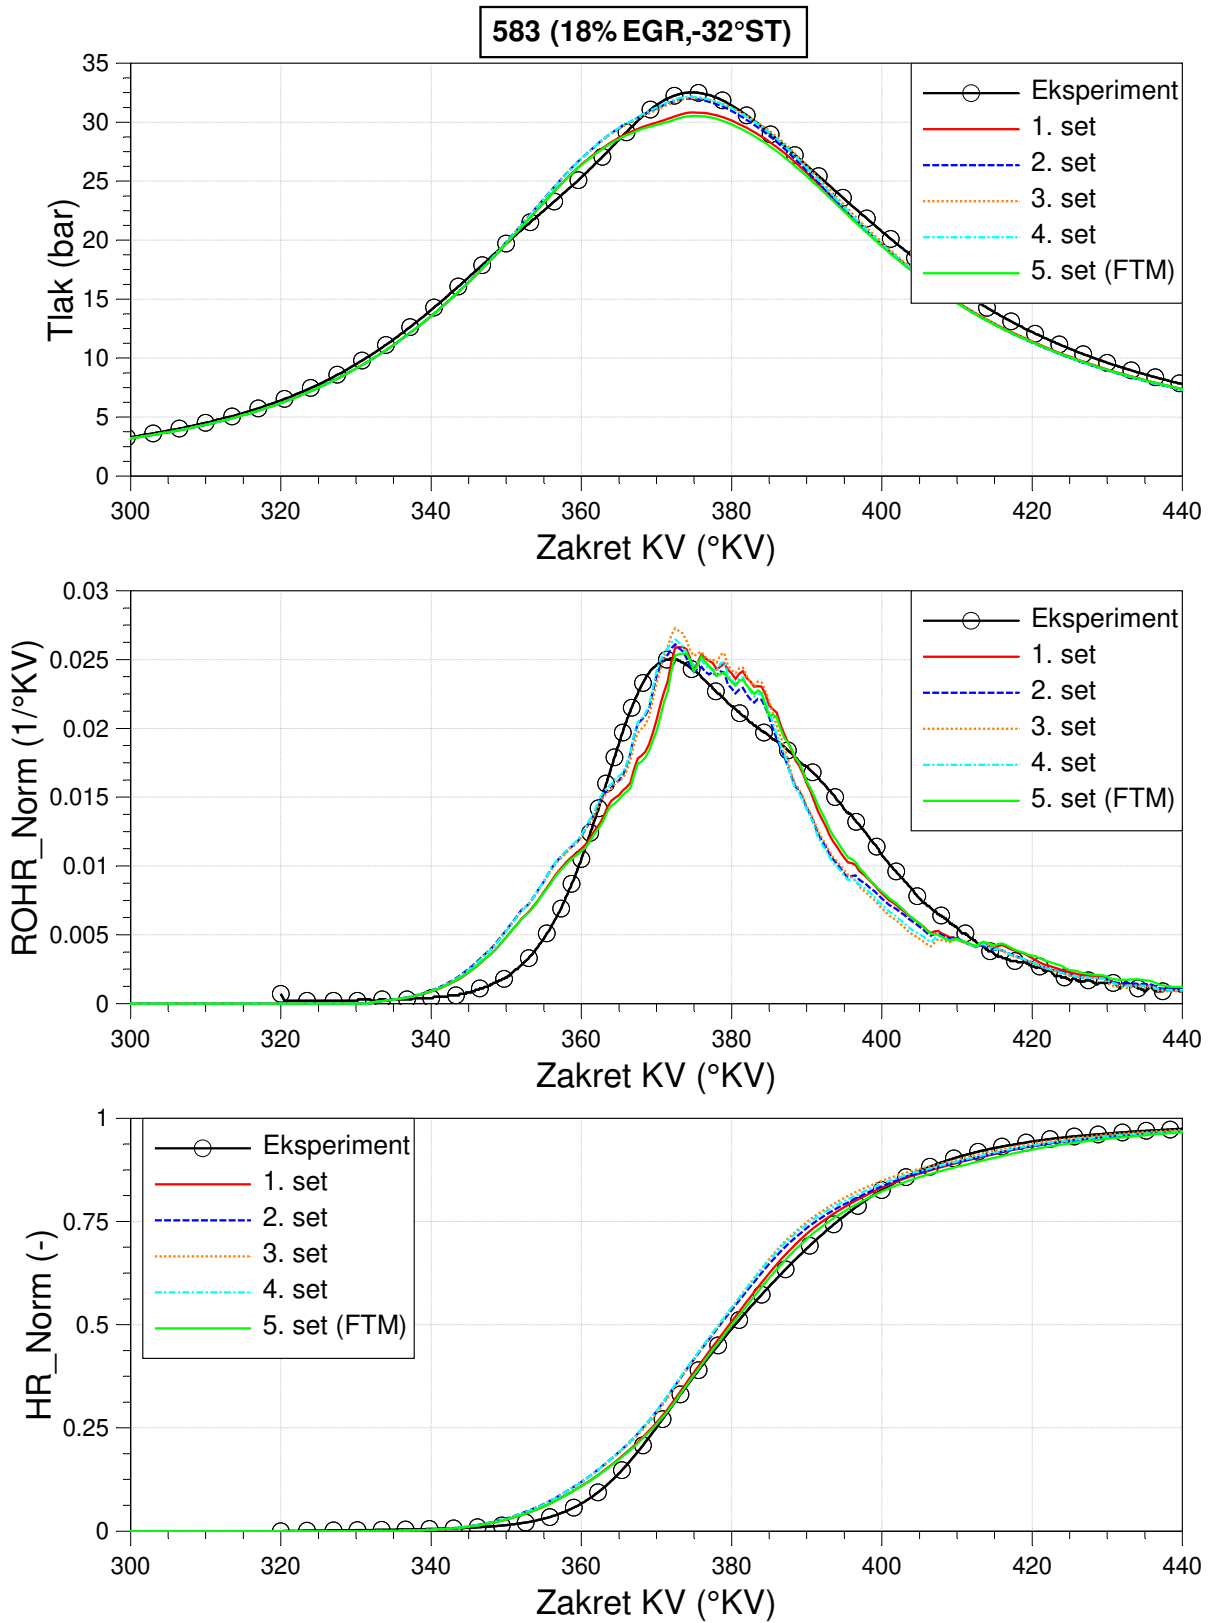 583 (18% EGR,-32°ST)
35
30
25
20
15
10
5
0
Tlak (bar)
Eksperiment
1. set
2. set
3. set
4. set
5. set (FTM)
300 320 340 360 380 400 420 440
Zakret KV (°KV)
0.03
0.025
0.02
0.015
0.01
0.005
0
ROHR_Norm (1/°KV)
Eksperiment
1. set
2. set
3. set
4. set
5. set (FTM)
300 320 340 360 380 400 420 440
Zakret KV (°KV)
1
0.75
0.5
0.25
0
HR_Norm (-)
Eksperiment
1. set
2. set
3. set
4. set
5. set (FTM)
300 320 340 360 380 400 420 440
Zakret KV (°KV)